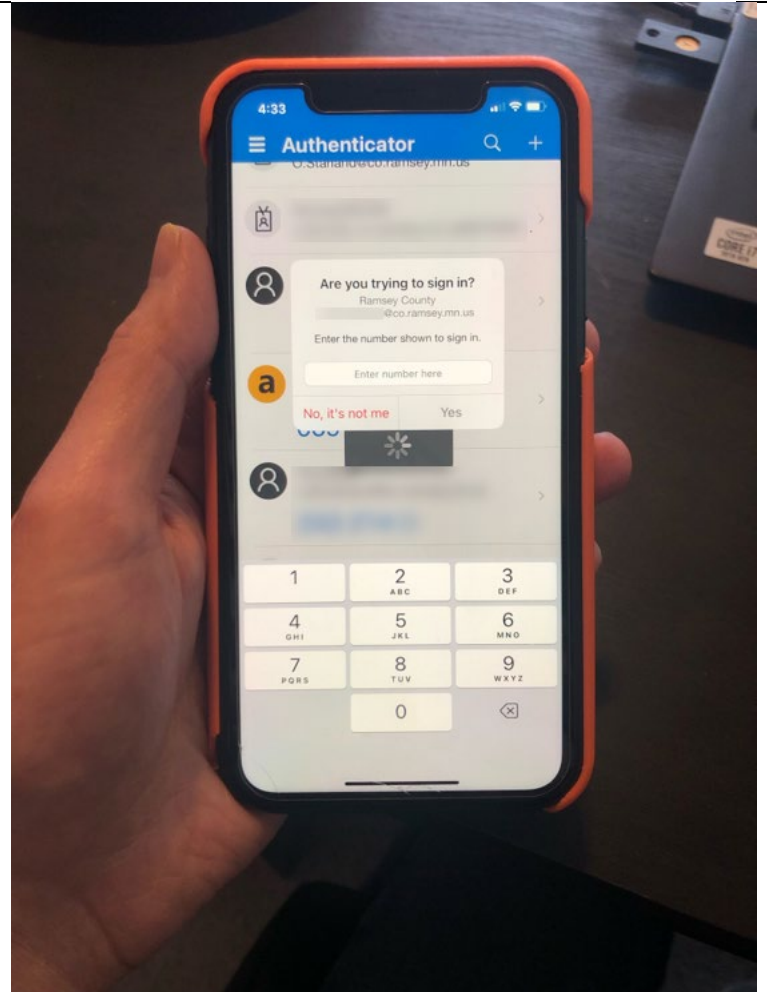 4:33
Authenticator
Are you trying to sign in?
Ramsey County
@co.ramsey.mn.us
Enter the number shown to sign in.
Enter number here
a
No, it's not me
Yes
1
2
ABC
3
DEF
4
GHI
5
JKL
6
MNO
7
PQRS
8
TUV
9
WXYZ
0
CORE i7